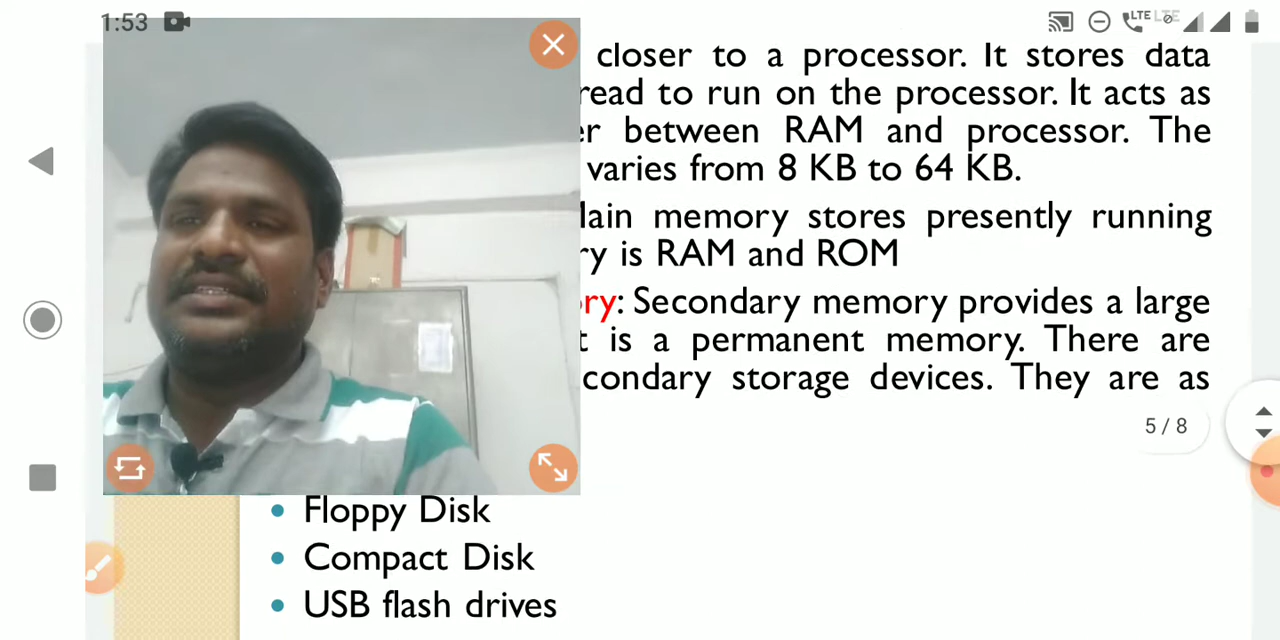 1:53
LTE LTE
closer to a processor. It stores data
read to run on the processor. It acts as
er between RAM and processor. The
varies from 8 KB to 64 KB.
lain memory stores presently running
ry is RAM and ROM
ory: Secondary memory provides a large
t is a permanent memory. There are
condary storage devices. They are as
5 / 8
• Floppy Disk
• Compact Disk
• USB flash drives